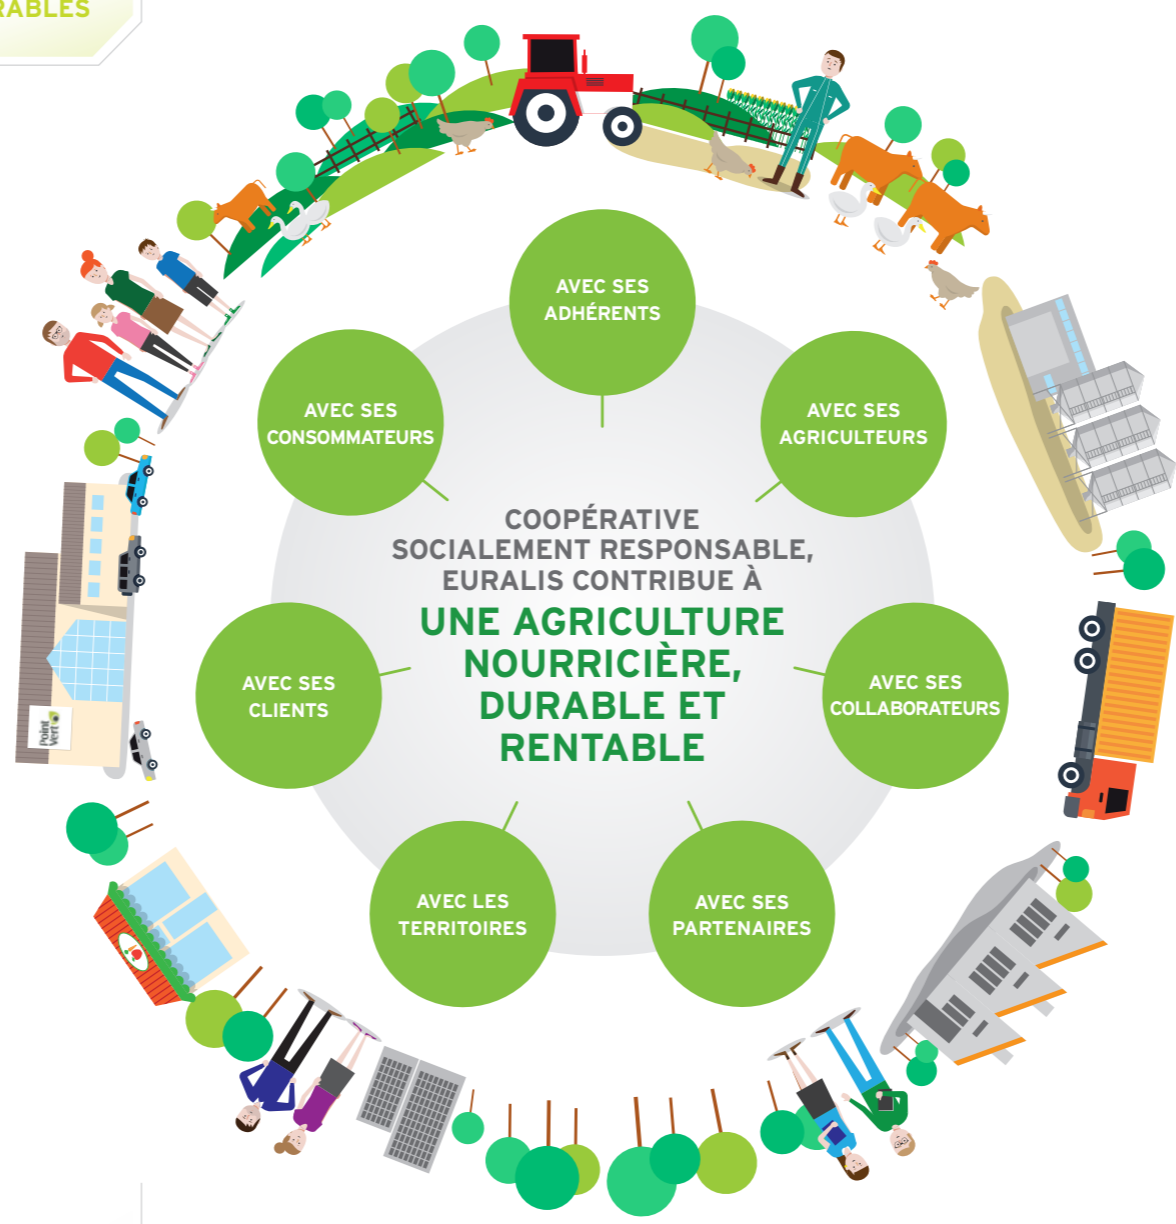 RABLES
AVEC SES
ADHÉRENTS
AVEC SES
AGRICULTEURS
AVEC SES
COLLABORATEURS
AVEC SES
PARTENAIRES
AVEC LES
TERRITOIRES
AVEC SES
CLIENTS
AVEC SES
CONSOMMATEURS
COOPÉRATIVE
SOCIALEMENT RESPONSABLE,
EURALIS CONTRIBUE À
UNE AGRICULTURE
NOURRICIÈRE,
DURABLE ET
RENTABLE
Point
Vert